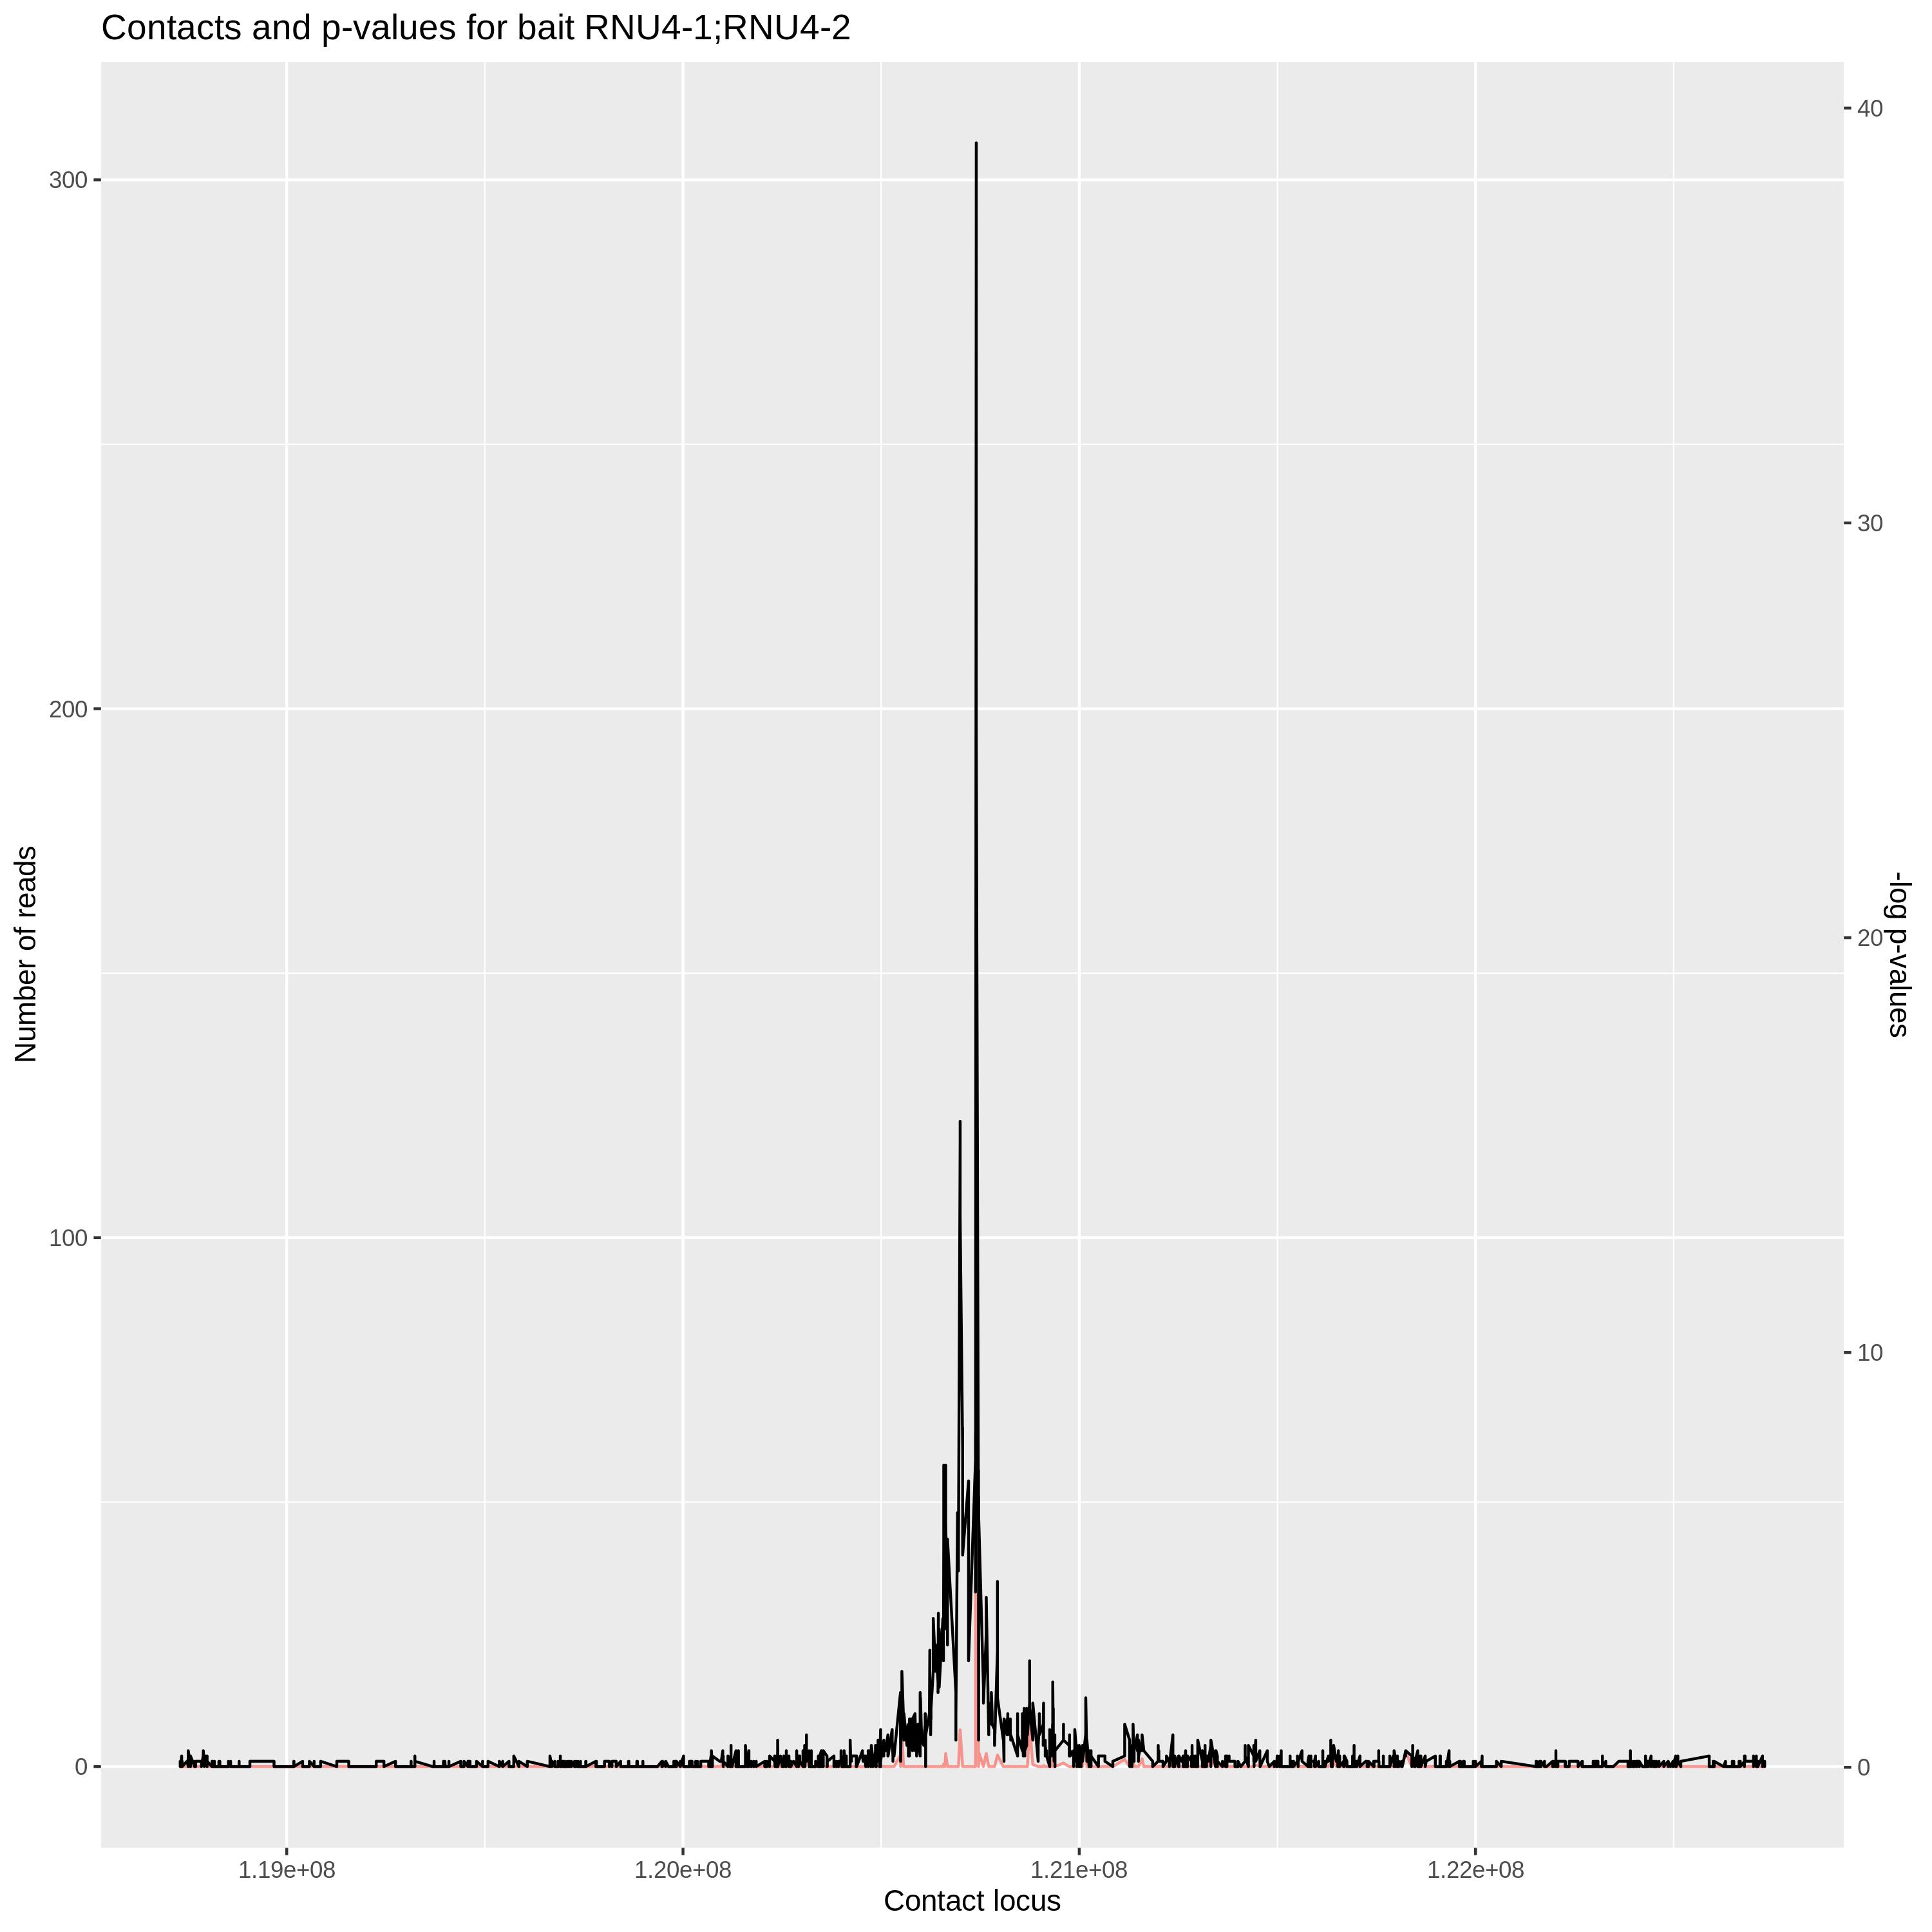 Contacts and p-values for bait RNU4-1;RNU4-2
300
200
100
0
Number of reads
40
30
20
10
0
-log p-values
1.19e+08
1.20e+08
1.21e+08
1.22e+08
Contact locus